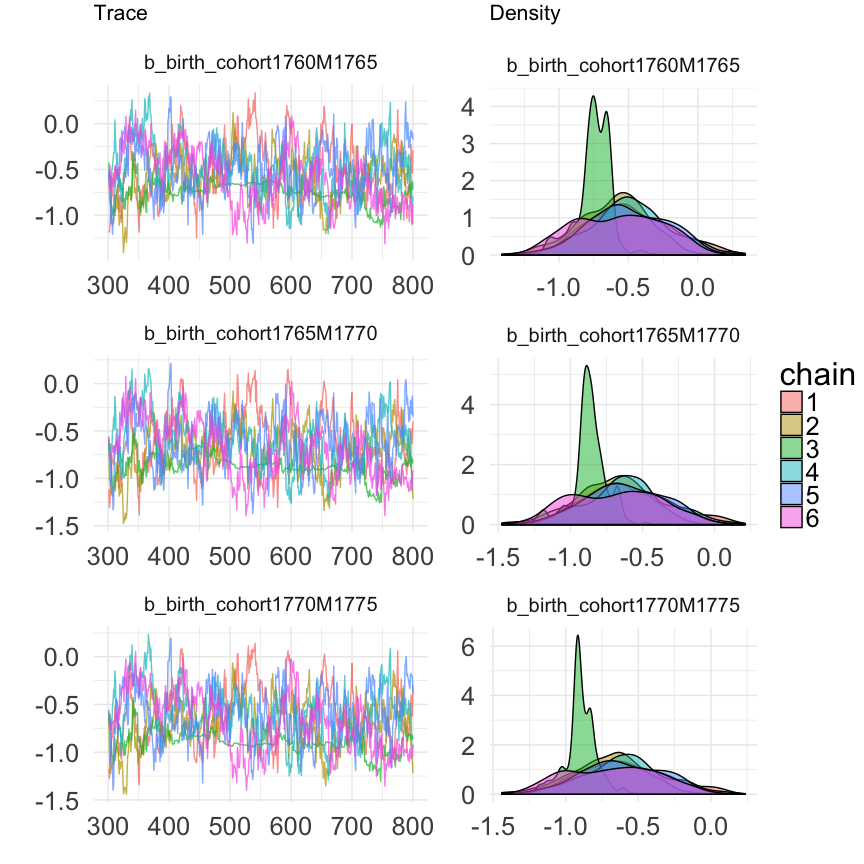 Trace Density
b_birth_cohort1760M1765 b_birth_cohort1760M1765
0.0
-0.5
-1.0
300 400 500 600 700 800
4
3
2
1
0
-1.0 -0.5 0.0
b_birth_cohort1765M1770 b_birth_cohort1765M1770
0.0
-0.5
-1.0
-1.5
300 400 500 600 700 800
4
2
0
-1.5 -1.0 -0.5 0.0
chain
1
2
3
4
5
6
b_birth_cohort1770M1775 b_birth_cohort1770M1775
0.0
-0.5
-1.0
-1.5
300 400 500 600 700 800
6
4
2
0
-1.5 -1.0 -0.5 0.0